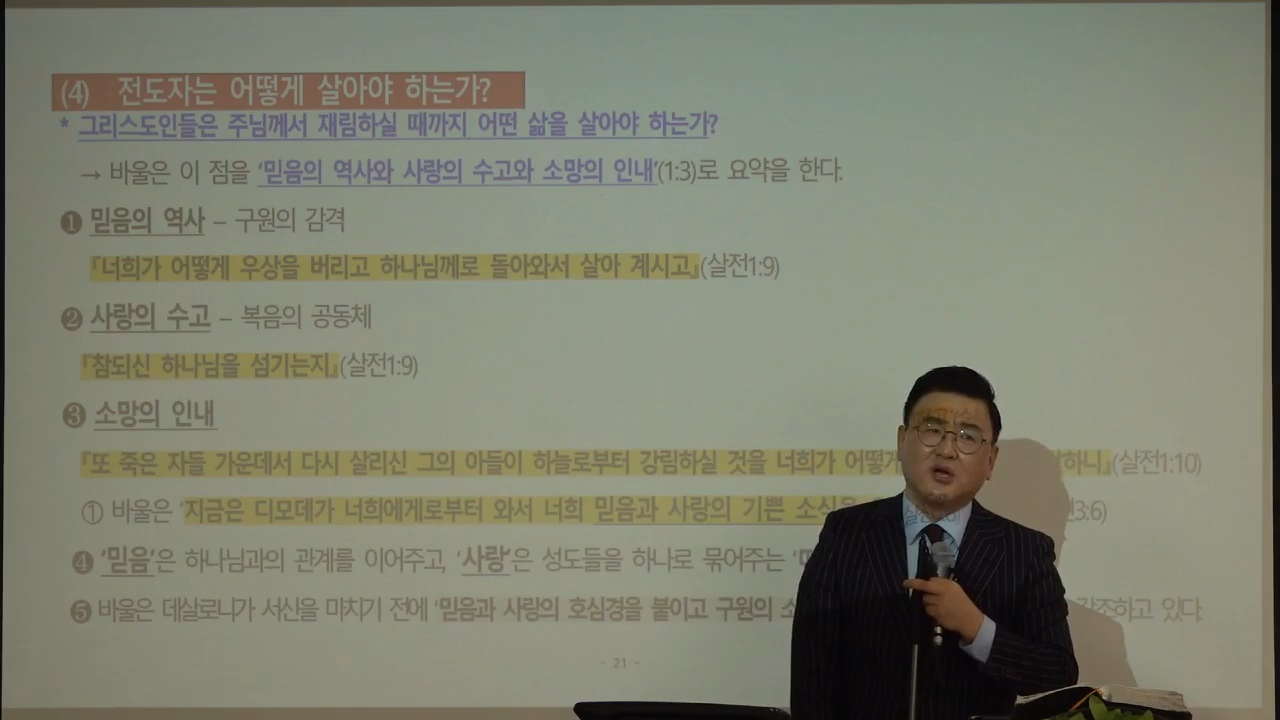 (4) 전도자는 어떻게 살아야 하는가?
* 그리스도인들은 주님께서 재림하실 때까지 어떤 삶을 살아야 하는가?
→ 바울은 이 점을 '믿음의 역사와 사랑의 수고와 소망의 인내'(1:3)로 요약을 한다.
❶ 믿음의 역사 – 구원의 감격
『너희가 어떻게 우상을 버리고 하나님께로 돌아와서 살아 계시고』(살전1:9)
❷ 사랑의 수고 – 복음의 공동체
『참되신 하나님을 섬기는지』(살전1:9)
❸ 소망의 인내
『또 죽은 자들 가운데서 다시 살리신 그의 아들이 하늘로부터 강림하실 것을 너희가 어떻게 하니』(살전1:10)
① 바울은 '지금은 디모데가 너희에게로부터 와서 너희 믿음과 사랑의 기쁜 소식을 3:6)
❹ '믿음'은 하나님과의 관계를 이어주고, '사랑'은 성도들을 하나로 묶어주는
❺ 바울은 데살로니가 서신을 마치기 전에 '믿음과 사랑의 호심경을 붙이고 구원의 강조하고 있다.
- 21 -